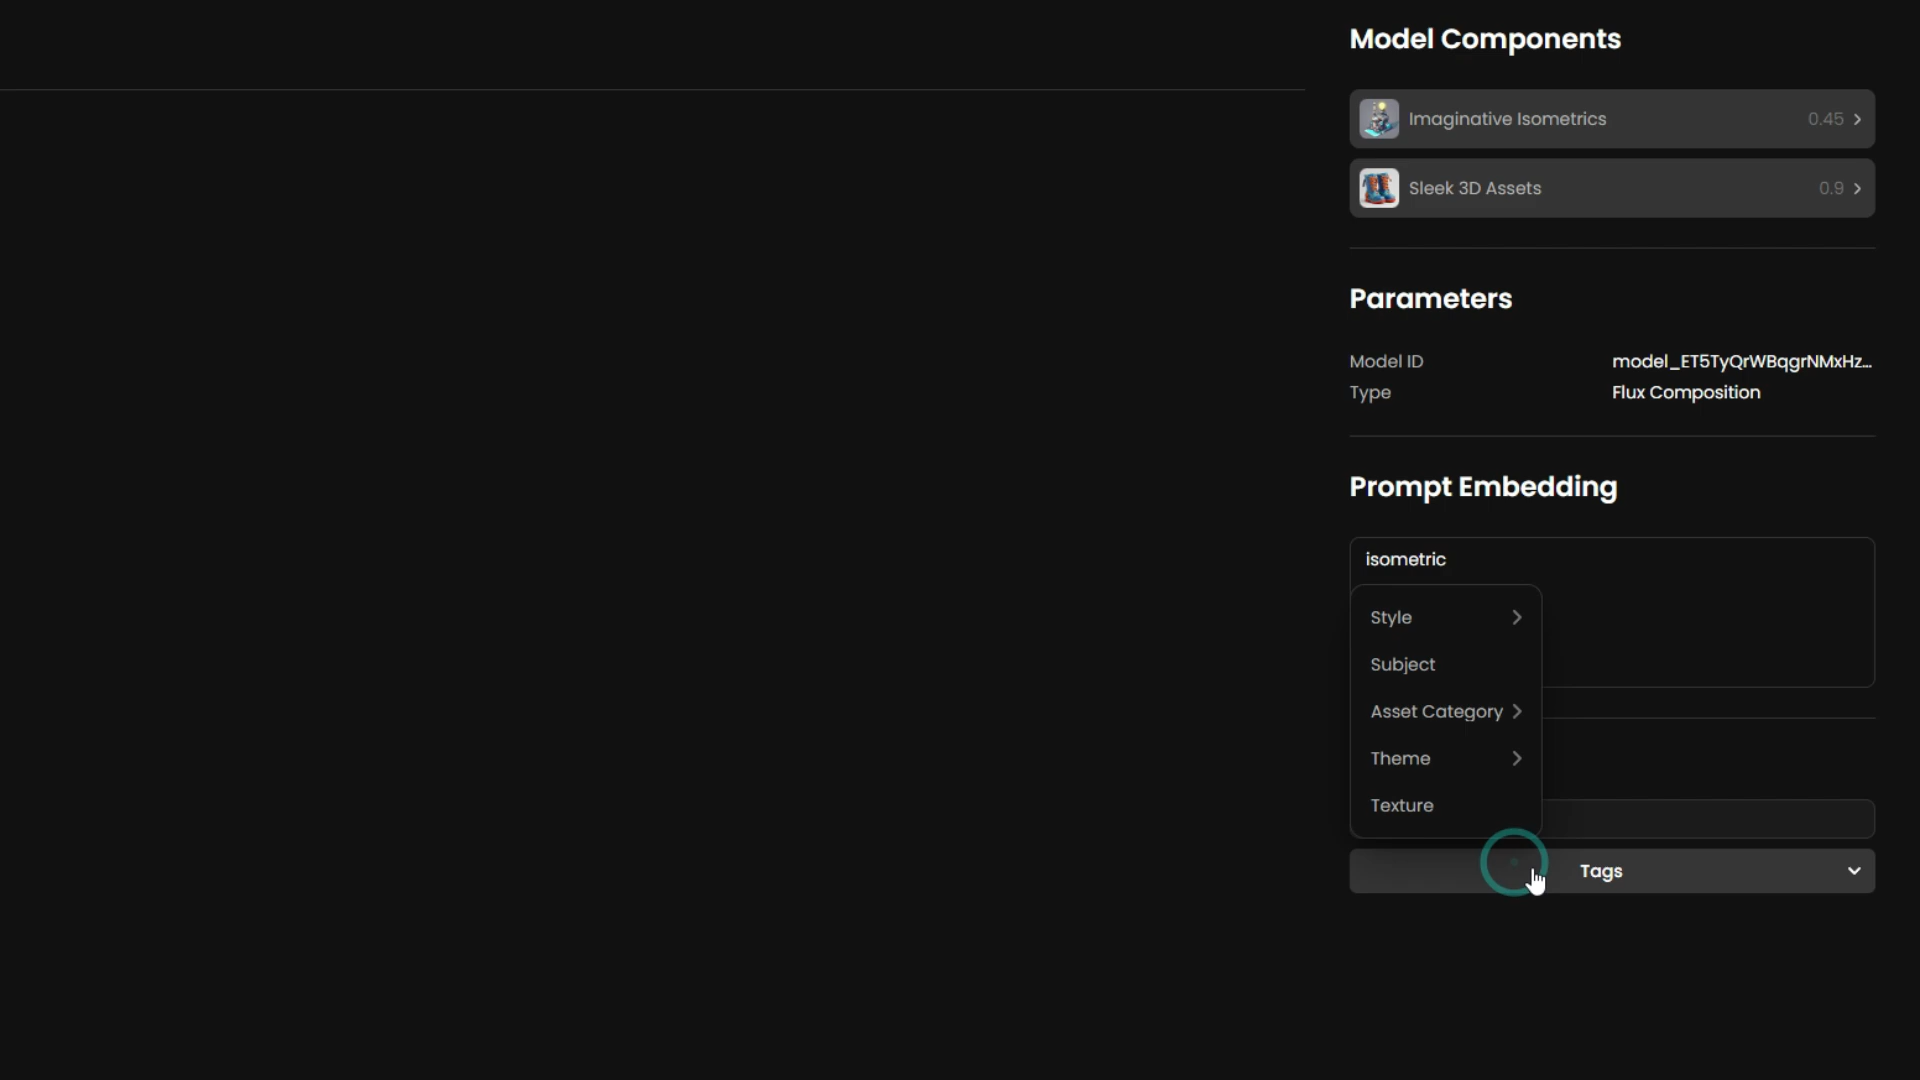 Model Components
Imaginative Isometrics 0.45
Sleek 3D Assets 0.9
Parameters
Model ID model_ET5TyQrWBqgrNMxHz...
Type Flux Composition
Prompt Embedding
isometric
Style
Subject
Asset Category
Theme
Texture
Tags